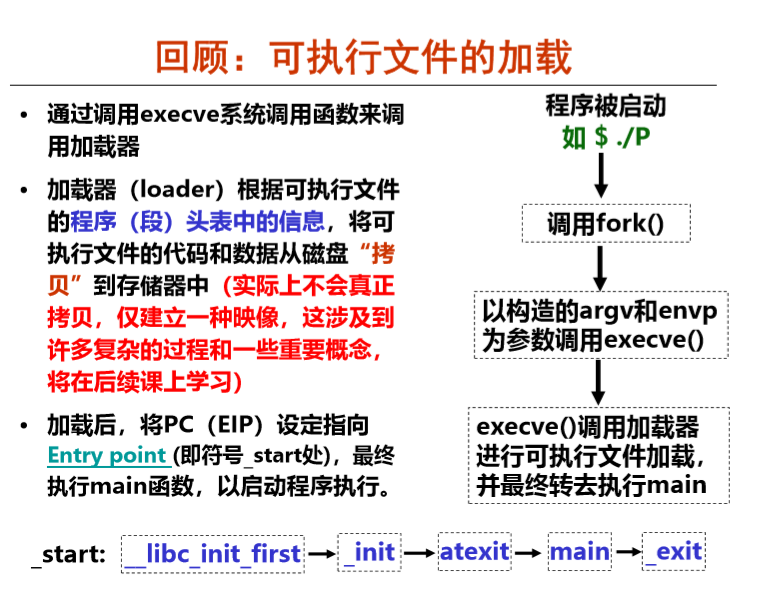 回顾：可执行文件的加载
• 通过调用execve系统调用函数来调
用加载器
• 加载器（loader）根据可执行文件
的程序（段）头表中的信息，将可
执行文件的代码和数据从磁盘“拷
贝”到存储器中（实际上不会真正
拷贝，仅建立一种映像，这涉及到
许多复杂的过程和一些重要概念，
将在后续课上学习）
• 加载后，将PC（EIP）设定指向
Entry point (即符号_start处)，最终
执行main函数，以启动程序执行。
程序被启动
如 $ ./P
调用fork()
以构造的argv和envp
为参数调用execve()
execve()调用加载器
进行可执行文件加载，
并最终转去执行main
_start: __libc_init_first _init atexit main _exit